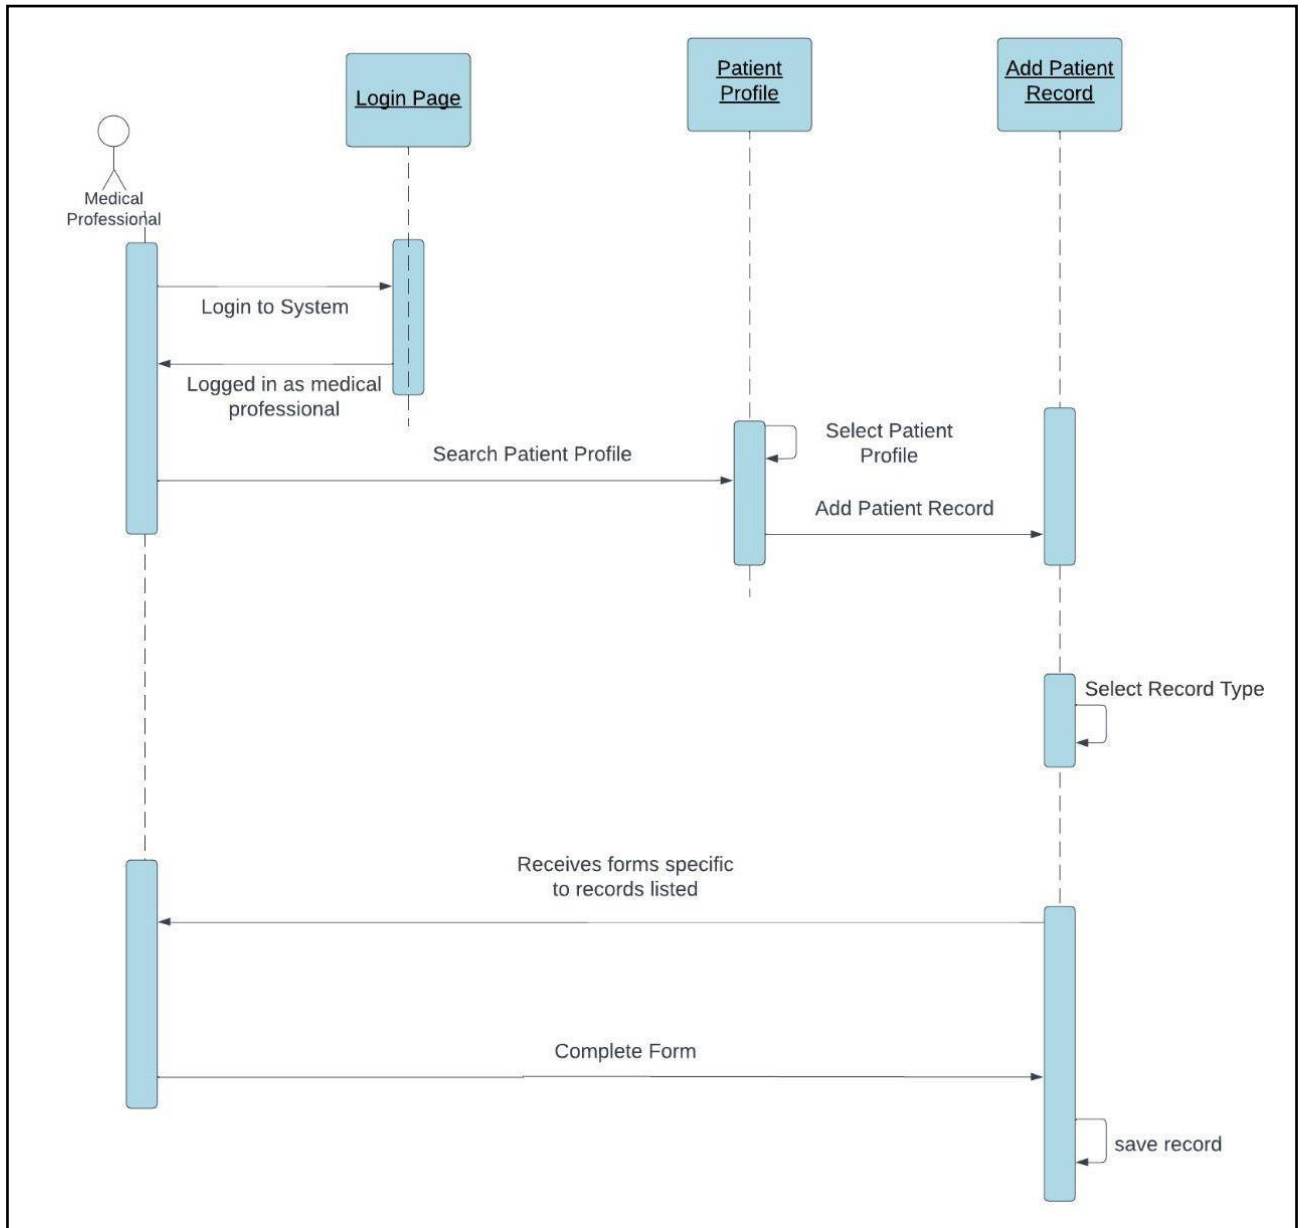 Login Page
Patient
Profile
Add Patient
Record
Medical
Professional
Login to System
Logged in as medical
professional
Search Patient Profile
Select Patient
Profile
Add Patient Record
Select Record Type
Receives forms specific
to records listed
Complete Form
save record